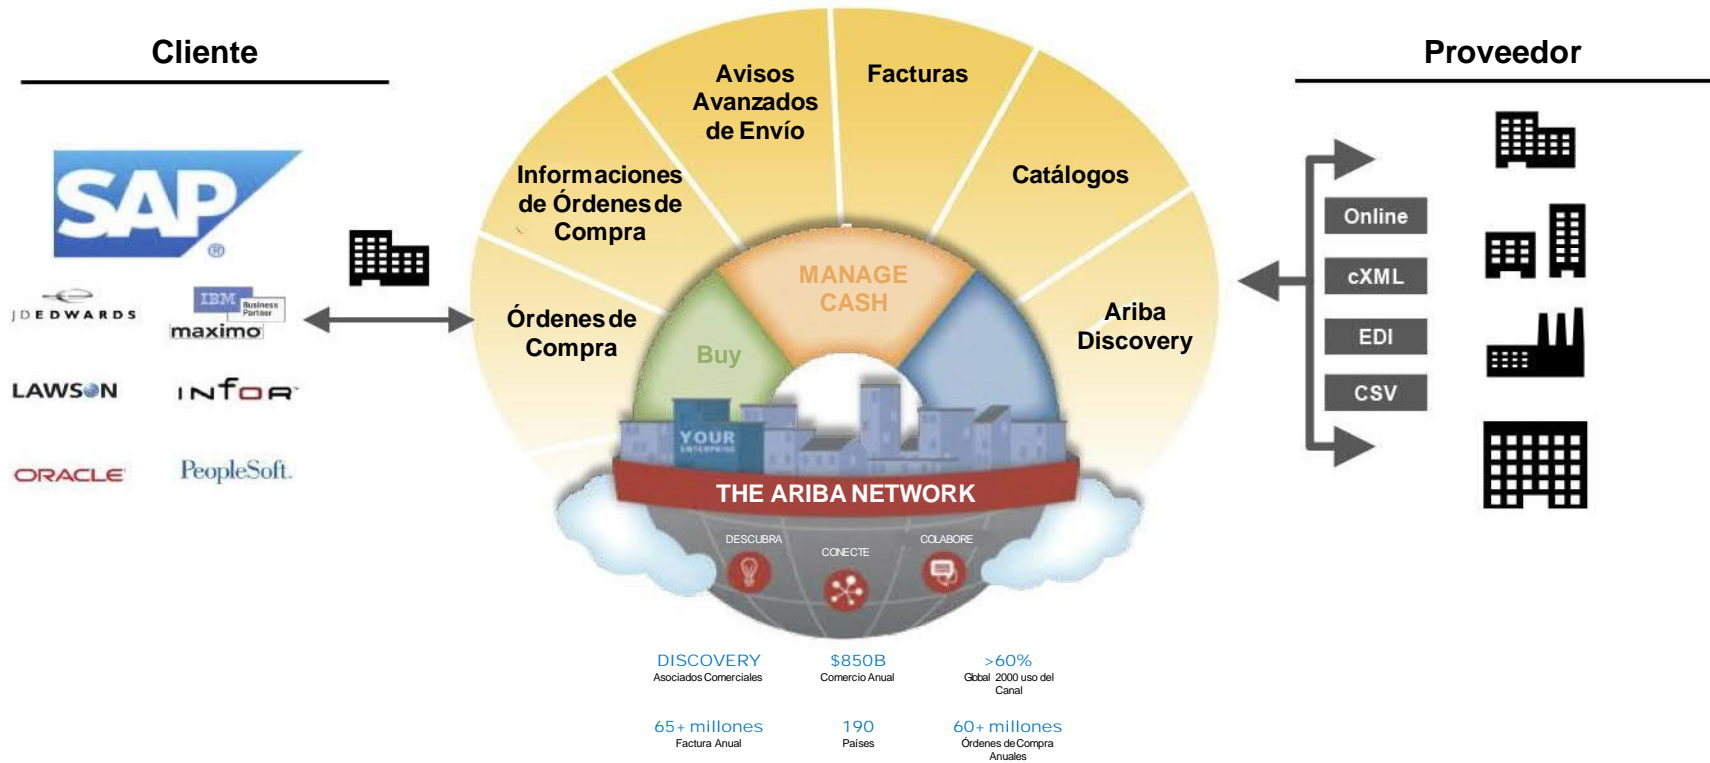 Cliente
SAP
®
JDEDWARDS
IBM
Business
Partner
maximo
LAWSON
INFOR
ORACLE
PeopleSoft.
Órdenes de
Compra
Informaciones
de Órdenes de
Compra
Avisos
Avanzados
de Envío
Facturas
Catálogos
Ariba
Discovery
Buy
MANAGE
CASH
YOUR
ENTERPRISE
THE ARIBA NETWORK
DESCUBRA
CONECTE
COLABORE
DISCOVERY
Asociados Comerciales
$850B
Comercio Anual
>60%
Global 2000 uso del
Canal
65+ millones
Factura Anual
190
Países
60+ millones
Órdenes de Compra
Anuales
Proveedor
Online
cXML
EDI
CSV